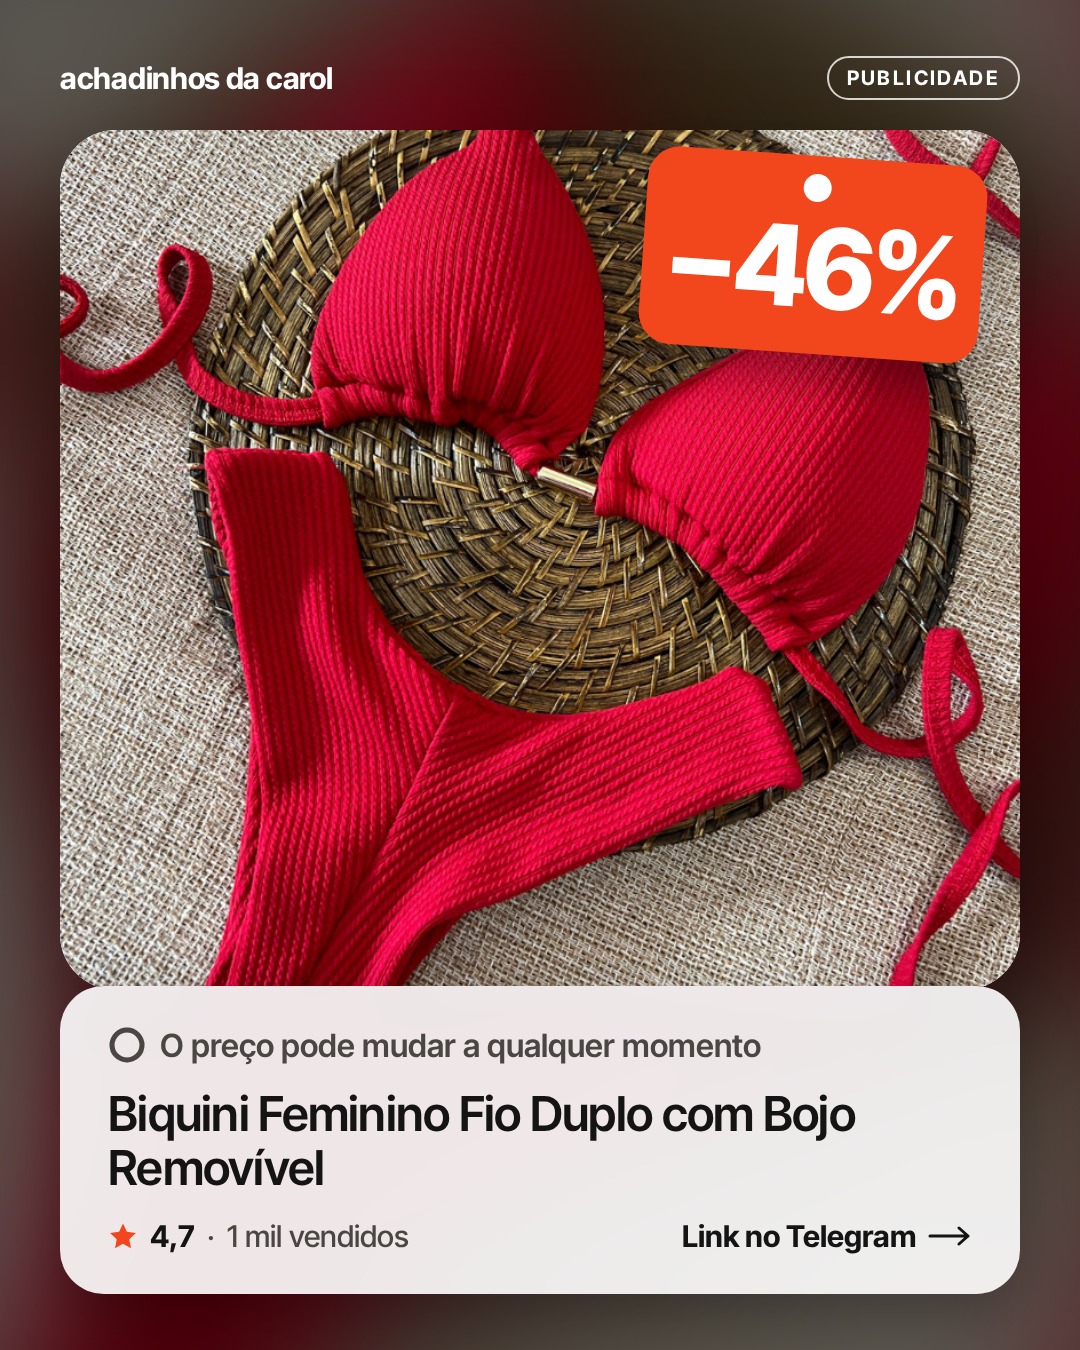 achadinhos da carol
PUBLICIDADE
–46%
O preço pode mudar a qualquer momento
Biquini Feminino Fio Duplo com Bojo
Removível
4,7 · 1 mil vendidos
Link no Telegram →